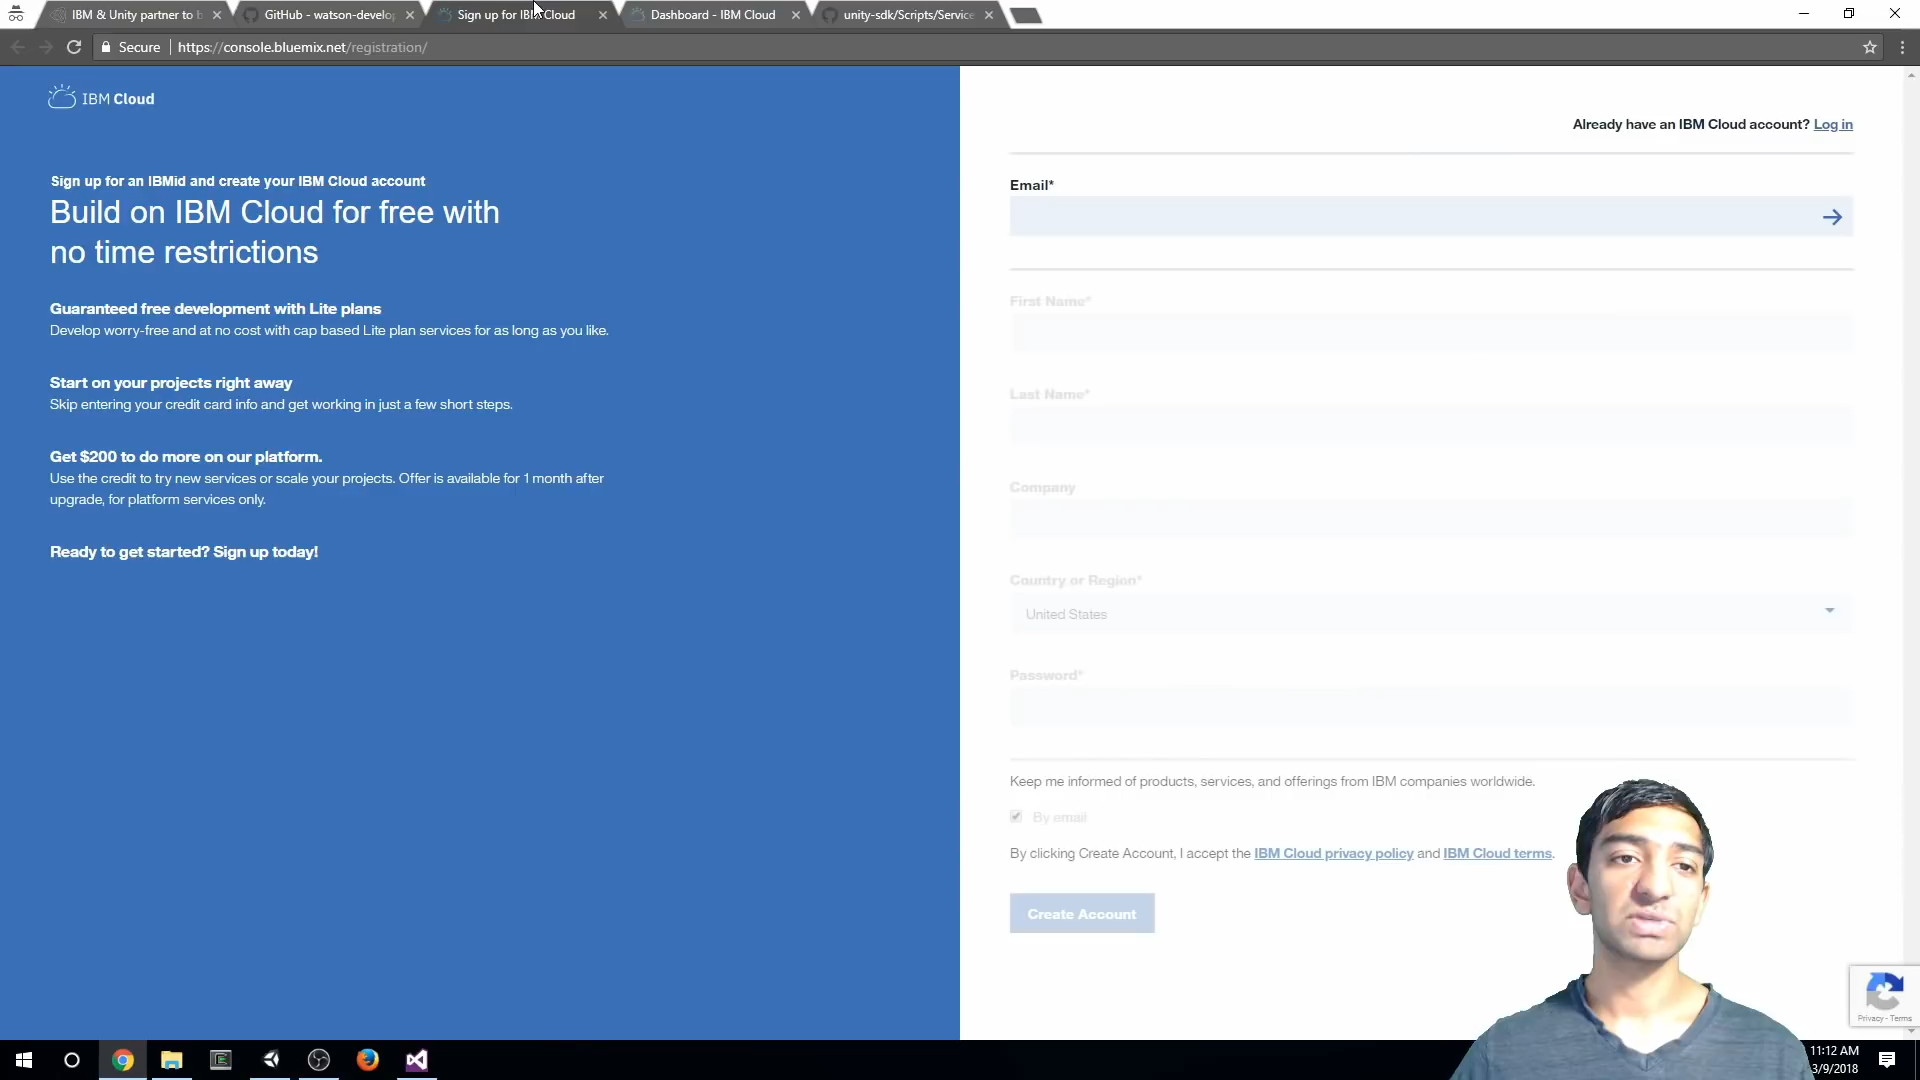 IBM & Unity partner to b
GitHub - watson-develop
Sign up for IBM Cloud
Dashboard - IBM Cloud
unity-sdk/Scripts/Service
Secure
https://console.bluemix.net/registration/
IBM Cloud
Sign up for an IBMid and create your IBM Cloud account
Build on IBM Cloud for free with
no time restrictions
Guaranteed free development with Lite plans
Develop worry-free and at no cost with cap based Lite plan services for as long as you like.
Start on your projects right away
Skip entering your credit card info and get working in just a few short steps.
Get $200 to do more on our platform.
Use the credit to try new services or scale your projects. Offer is available for 1 month after
upgrade, for platform services only.
Ready to get started? Sign up today!
Already have an IBM Cloud account? Log in
Email*
First Name*
Last Name*
Company
Country or Region*
United States
Password*
Keep me informed of products, services, and offerings from IBM companies worldwide.
By email
By clicking Create Account, I accept the IBM Cloud privacy policy and IBM Cloud terms.
Create Account
Privacy - Terms
11:12 AM
3/9/2018